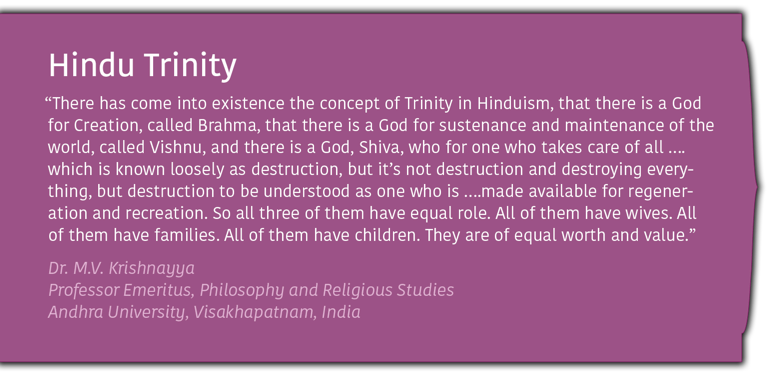 Hindu Trinity
“There has come into existence the concept of Trinity in Hinduism, that there is a God
for Creation, called Brahma, that there is a God for sustenance and maintenance of the
world, called Vishnu, and there is a God, Shiva, who for one who takes care of all ....
which is known loosely as destruction, but it’s not destruction and destroying every-
thing, but destruction to be understood as one who is ....made available for regener-
ation and recreation. So all three of them have equal role. All of them have wives. All
of them have families. All of them have children. They are of equal worth and value.”
Dr. M.V. Krishnayya
Professor Emeritus, Philosophy and Religious Studies
Andhra University, Visakhapatnam, India